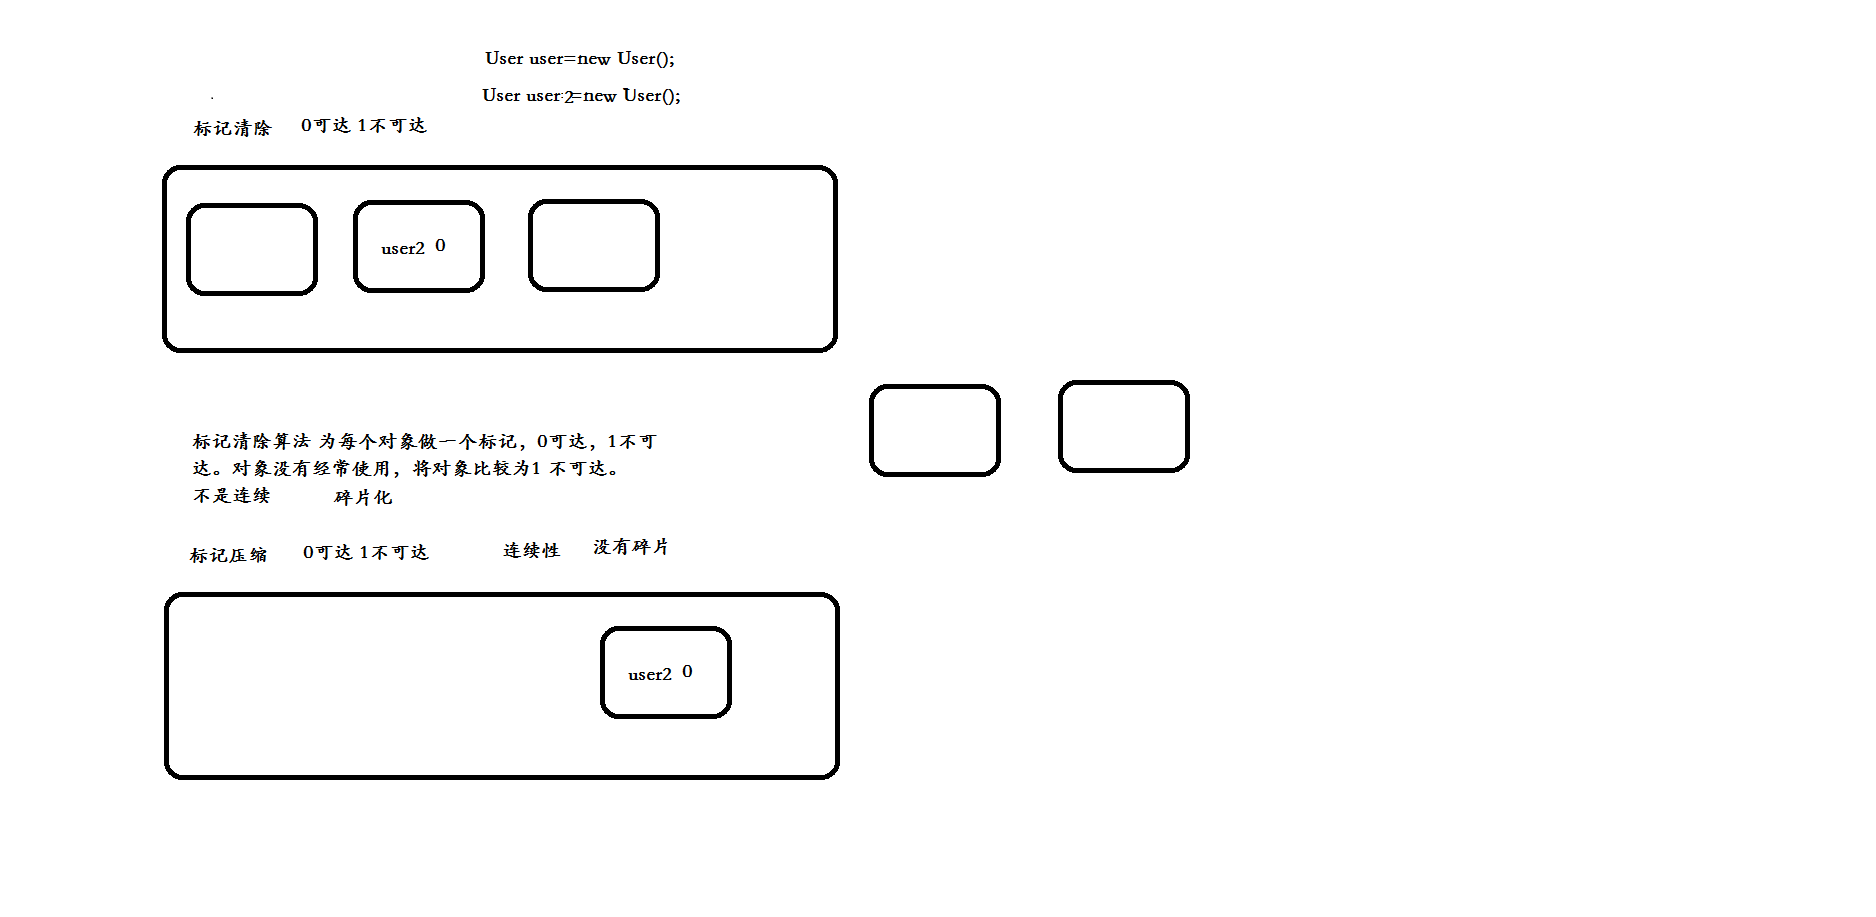 User user=new User();
User user2=new User();
标记清除 0可达 1不可达
user2 0
标记清除算法 为每个对象做一个标记，0可达，1不可
达。对象没有经常使用，将对象比较为1 不可达。
不是连续 碎片化
标记压缩 0可达 1不可达 连续性 没有碎片
user2 0